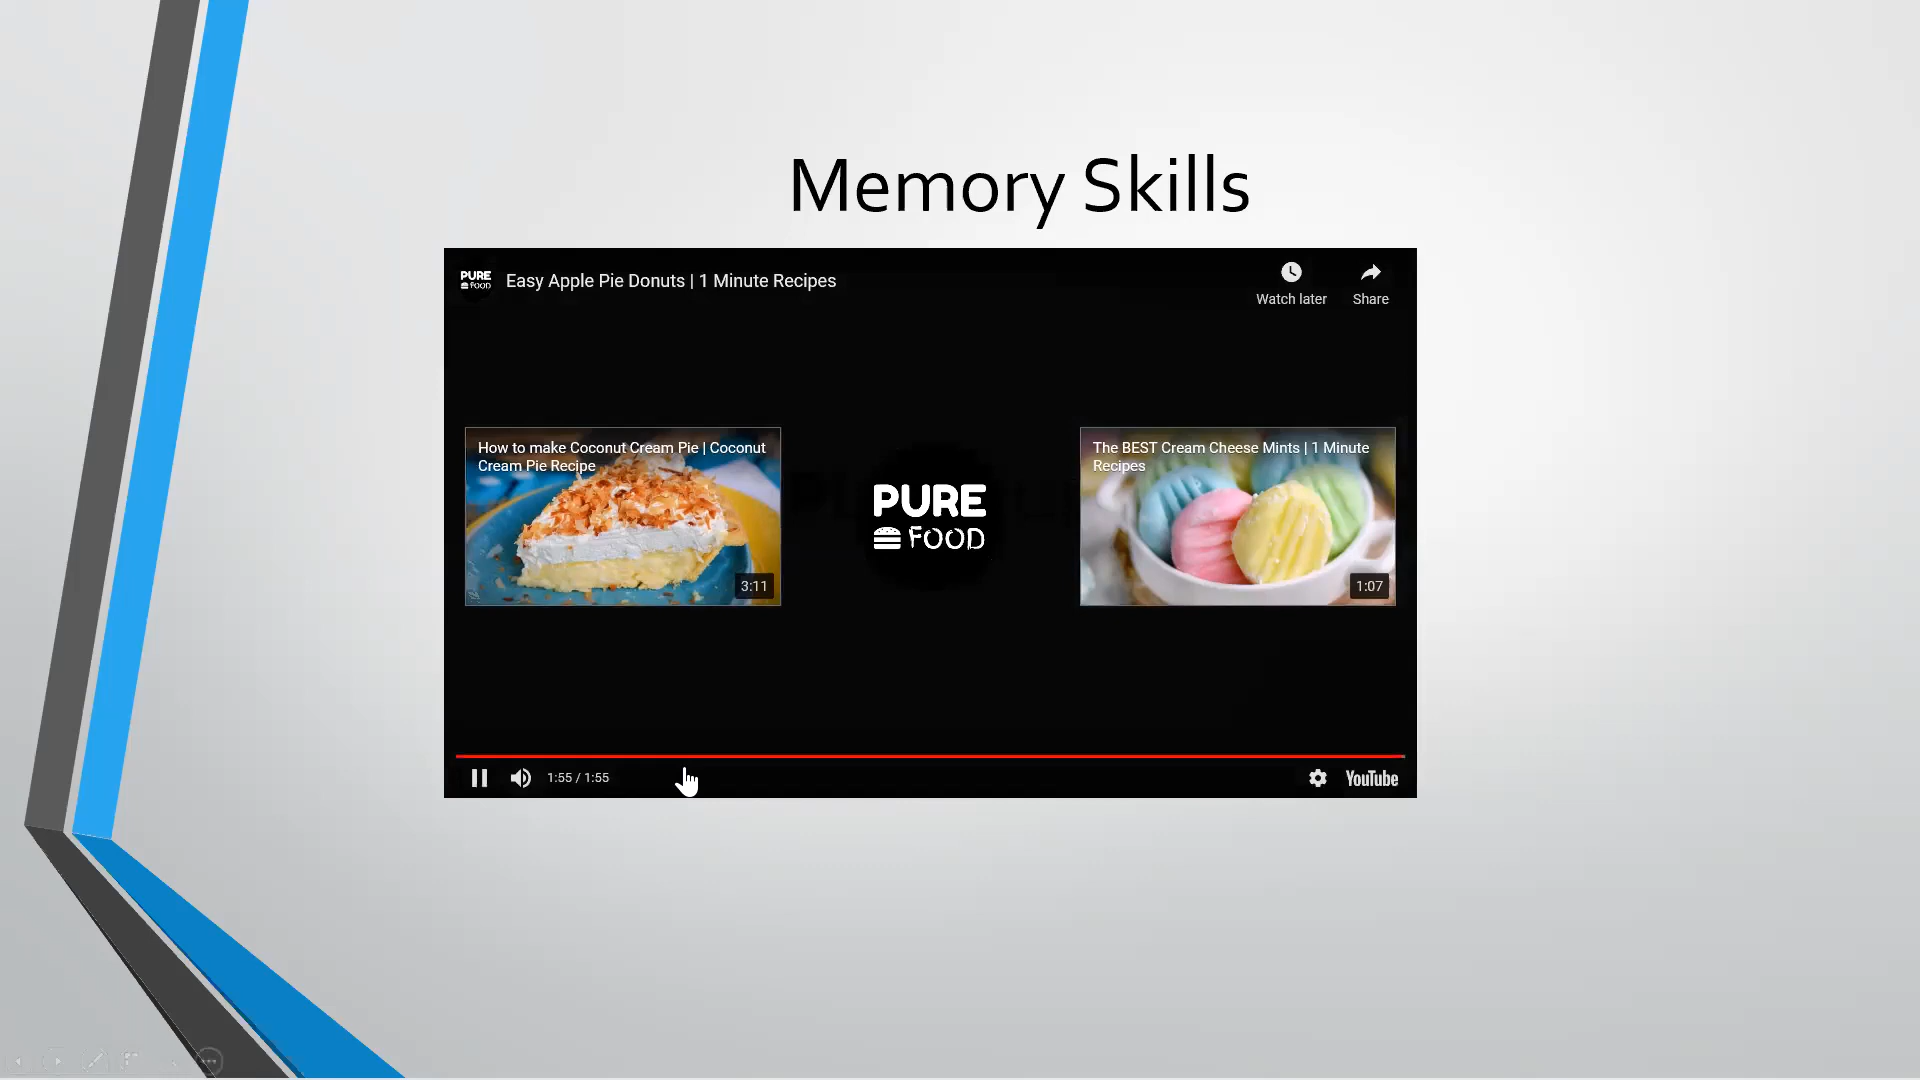 Memory Skills
PURE
FOOD
Easy Apple Pie Donuts | 1 Minute Recipes
Watch later
Share
How to make Coconut Cream Pie | Coconut
Cream Pie Recipe
3:11
PURE
FOOD
The BEST Cream Cheese Mints | 1 Minute
Recipes
1:07
1:55 / 1:55
YouTube